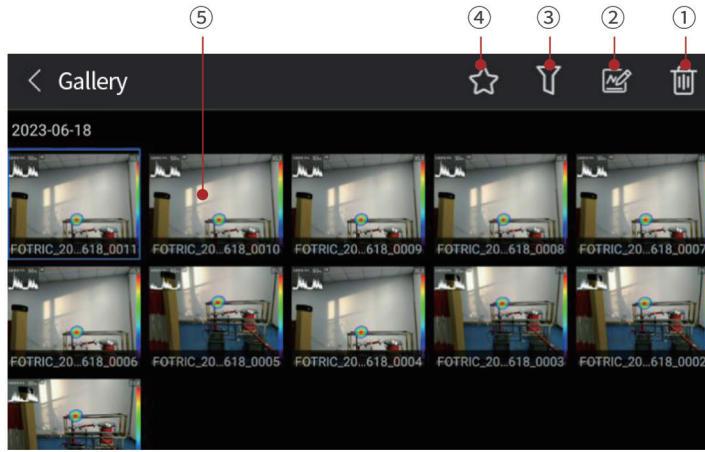 ⑤ ④ ③ ② ①
Gallery
2023-06-18
FOTRIC_20...618_0011 FOTRIC_20...618_0010 FOTRIC_20...618_0009 FOTRIC_20...618_0008 FOTRIC_20...618_0007
FOTRIC_20...618_0006 FOTRIC_20...618_0005 FOTRIC_20...618_0004 FOTRIC_20...618_0003 FOTRIC_20...618_0002